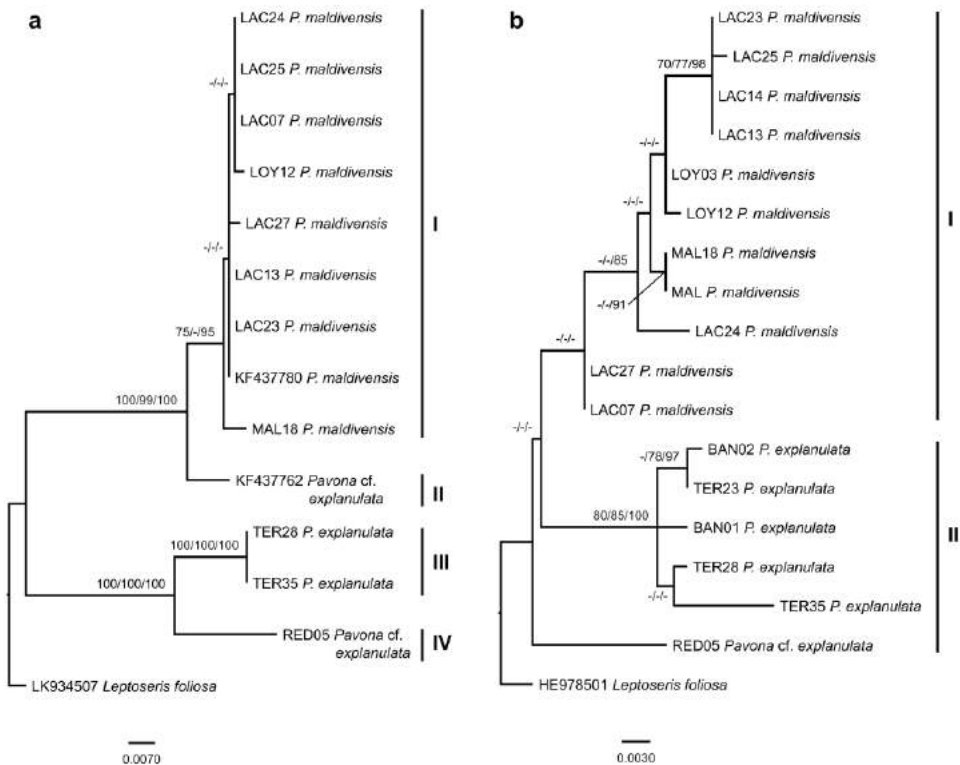 a
LAC24 P. maldivensis
-/-/-
LAC25 P. maldivensis
LAC07 P. maldivensis
LOY12 P. maldivensis
LAC27 P. maldivensis
I
-/-/-
LAC13 P. maldivensis
LAC23 P. maldivensis
75/-/95
KF437780 P. maldivensis
100/99/100
MAL18 P. maldivensis
KF437762 Pavona cf.
explanulata
II
TER28 P. explanulata
100/100/100
III
100/100/100
TER35 P. explanulata
RED05 Pavona cf.
explanulata
IV
LK934507 Leptoseris foliosa
0.0070
b
LAC23 P. maldivensis
LAC25 P. maldivensis
70/77/98
LAC14 P. maldivensis
LAC13 P. maldivensis
-/-/-
LOY03 P. maldivensis
-/-/-
LOY12 P. maldivensis
I
MAL18 P. maldivensis
-/-/85
MAL P. maldivensis
-/-/91
LAC24 P. maldivensis
-/-/-
LAC27 P. maldivensis
LAC07 P. maldivensis
-/-/-
BAN02 P. explanulata
-/78/97
TER23 P. explanulata
80/85/100
BAN01 P. explanulata
II
TER28 P. explanulata
-/-/-
TER35 P. explanulata
RED05 Pavona cf. explanulata
HE978501 Leptoseris foliosa
0.0030